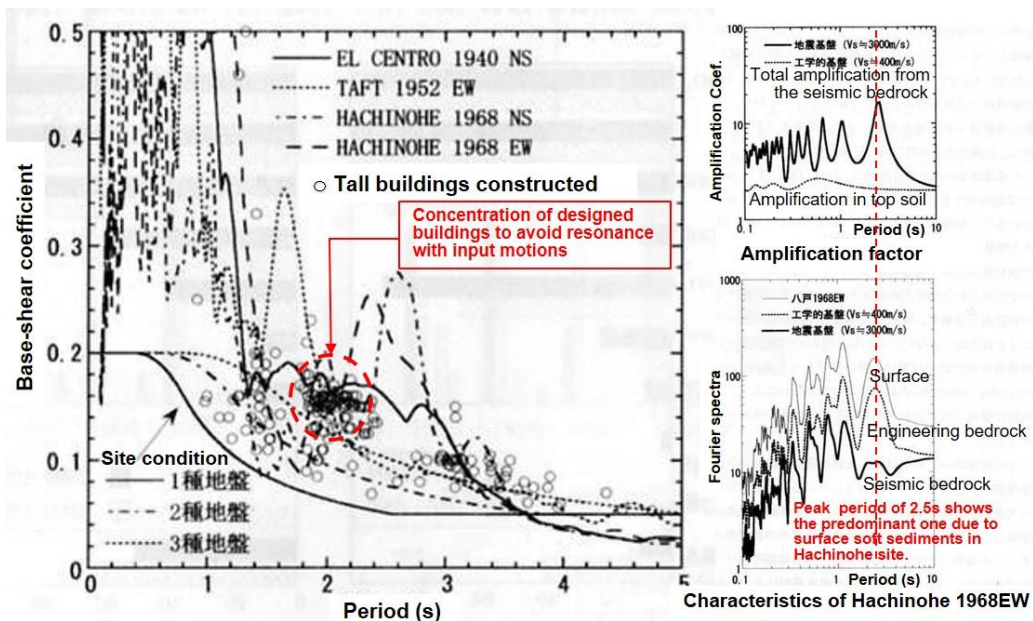 0.5
0.4
0.3
0.2
0.1
0
0
1
2
3
4
5
Base-shear coefficient
Period (s)
EL CENTRO 1940 NS
TAFT 1952 EW
HACHINOHE 1968 NS
HACHINOHE 1968 EW
Tall buildings constructed
Concentration of designed
buildings to avoid resonance
with input motions
Site condition
1種地盤
2種地盤
3種地盤
100
10
1
0.1
1
10
Amplification Coef.
地震基盤 (Vs≒3000m/s)
工学的基盤 (Vs≒400m/s)
Total amplification from
the seismic bedrock
Amplification in top soil
Period (s)
Amplification factor
1000
100
10
1
0.1
1
10
Fourier spectra
八戸1968EW
工学的基盤 (Vs≒400m/s)
地震基盤 (Vs≒3000m/s)
Surface
Engineering bedrock
Seismic bedrock
Peak period of 2.5s shows
the predominant one due to
surface soft sediments in
Hachinohe site.
Period (s)
Characteristics of Hachinohe 1968EW